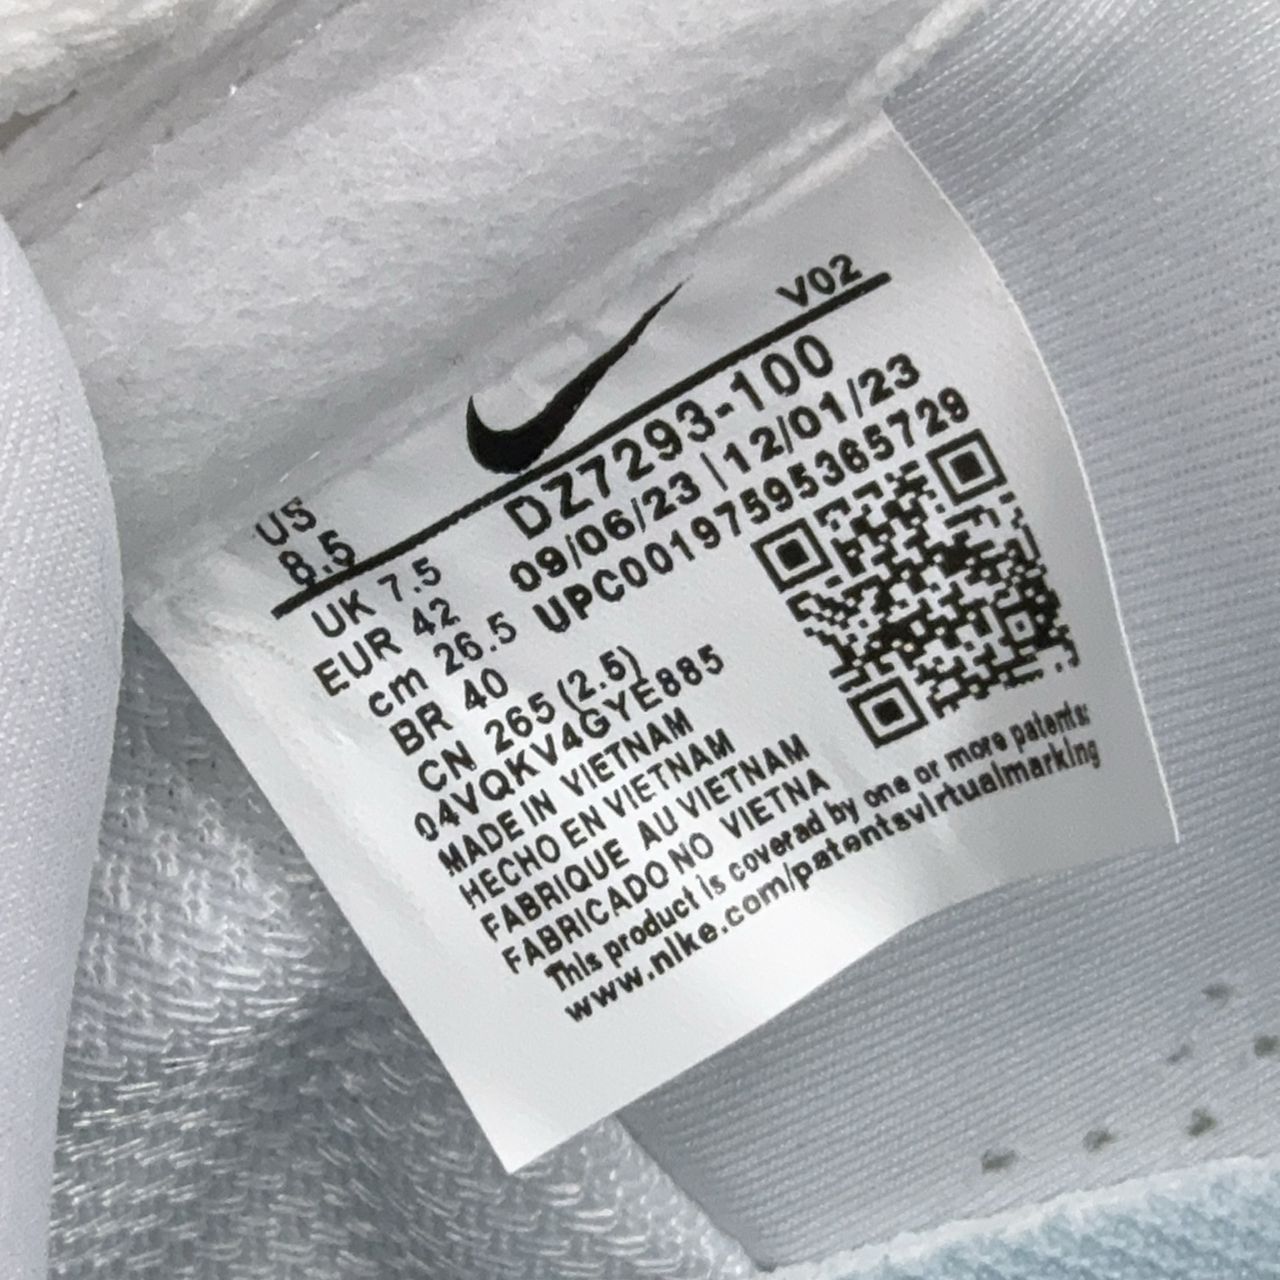 V02
US
8.5
DZ7293-100
UK 7.5
09/06/23 | 12/01/23
EUR 42
UPC00197595365729
cm 26.5
BR 40
CN 265 (2.5)
04VQKV4GYE885
MADE IN VIETNAM
HECHO EN VIETNAM
FABRIQUE AU VIETNAM
FABRICADO NO VIETNA
This product is covered by one or more patents:
www.nike.com/patentsvirtualmarking